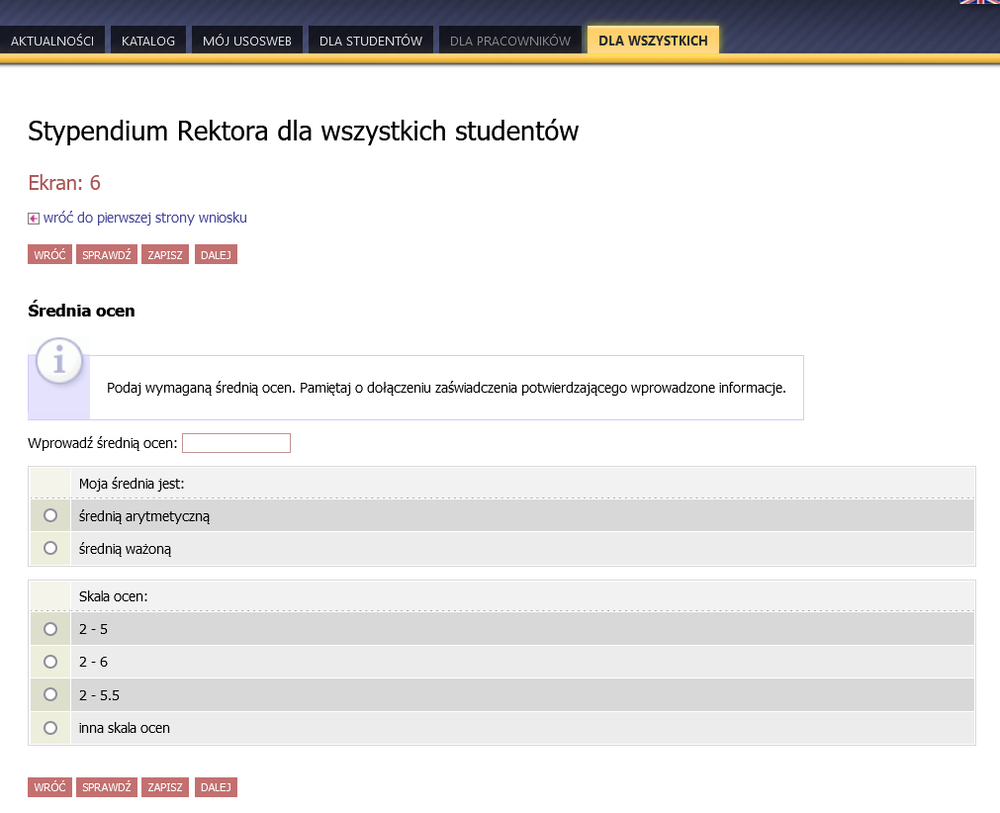 AKTUALNOŚCI KATALOG MÓJ USOSWEB DLA STUDENTÓW DLA PRACOWNIKÓW DLA WSZYSTKICH
Stypendium Rektora dla wszystkich studentów
Ekran: 6
wróć do pierwszej strony wniosku
WRÓĆ SPRAWDŹ ZAPISZ DALEJ
Średnia ocen
Podaj wymaganą średnią ocen. Pamiętaj o dołączeniu zaświadczenia potwierdzającego wprowadzone informacje.
Wprowadź średnią ocen:
Moja średnia jest:
średnią arytmetyczną
średnią ważoną
Skala ocen:
2 - 5
2 - 6
2 - 5.5
inna skala ocen
WRÓĆ SPRAWDŹ ZAPISZ DALEJ